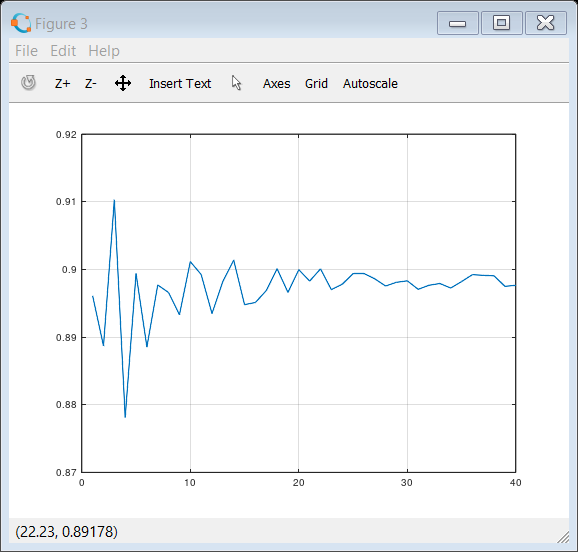 Figure 3
File Edit Help
Z+ Z- Insert Text Axes Grid Autoscale
0.92
0.91
0.9
0.89
0.88
0.87
0 10 20 30 40
(22.23, 0.89178)